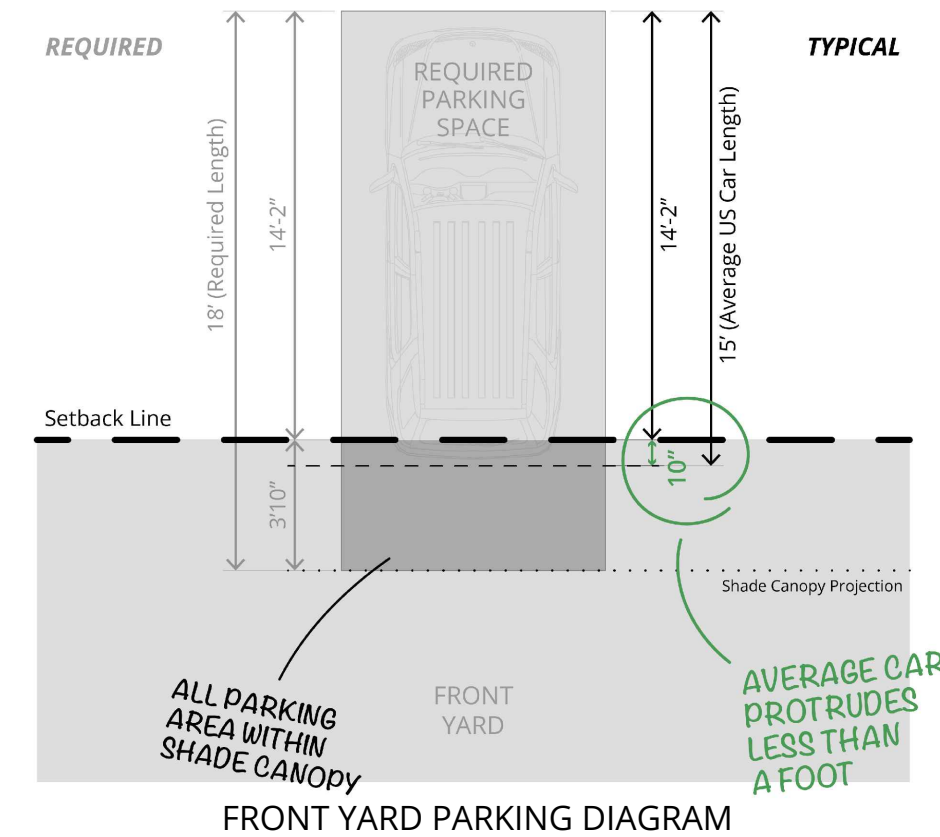 REQUIRED
TYPICAL
REQUIRED
PARKING
SPACE
18’ (Required Length)
14’-2”
14’-2”
15’ (Average US Car Length)
Setback Line
10”
3’10”
Shade Canopy Projection
ALL PARKING
AREA WITHIN
SHADE CANOPY
FRONT
YARD
AVERAGE CAR
PROTRUDES
LESS THAN
A FOOT
FRONT YARD PARKING DIAGRAM